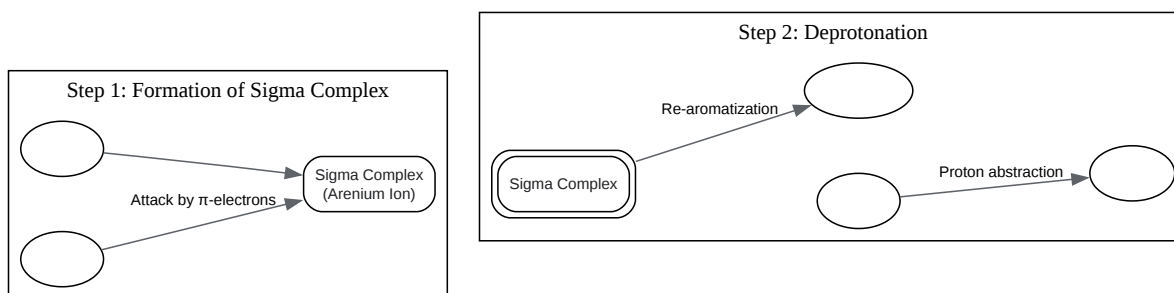 Step 1: Formation of Sigma Complex
Sigma Complex
(Arenium Ion)
Attack by π-electrons
Step 2: Deprotonation
Re-aromatization
Sigma Complex
Proton abstraction